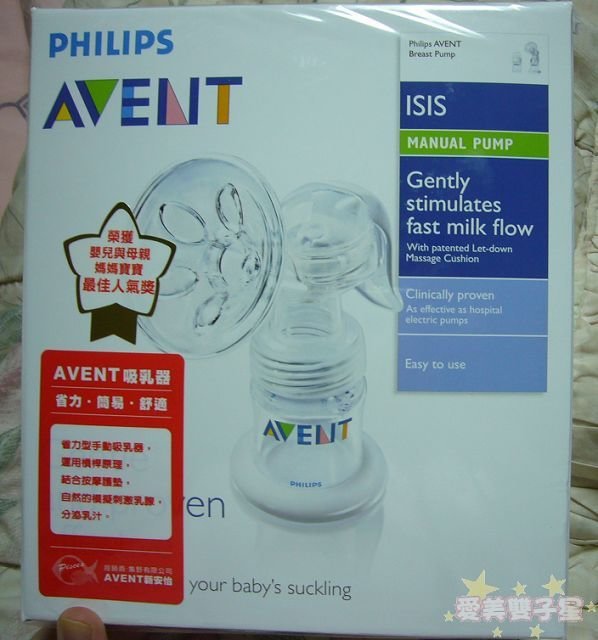 PHILIPS
AVENT
Philips AVENT
Breast Pump
ISIS
MANUAL PUMP
Gently
stimulates
fast milk flow
With patented Let-down
Massage Cushion
Clinically proven
As effective as hospital
electric pumps
Easy to use
榮獲
嬰兒與母親
媽媽寶寶
最佳人氣獎
AVENT吸乳器
省力・簡易・舒適
省力型手動吸乳器，
運用槓桿原理，
結合按摩護墊，
自然的模擬刺激乳腺，
分泌乳汁。
Pisces
AVENT新安怡
AVENT
PHILIPS
ven
your baby's suckling
愛美雙子星